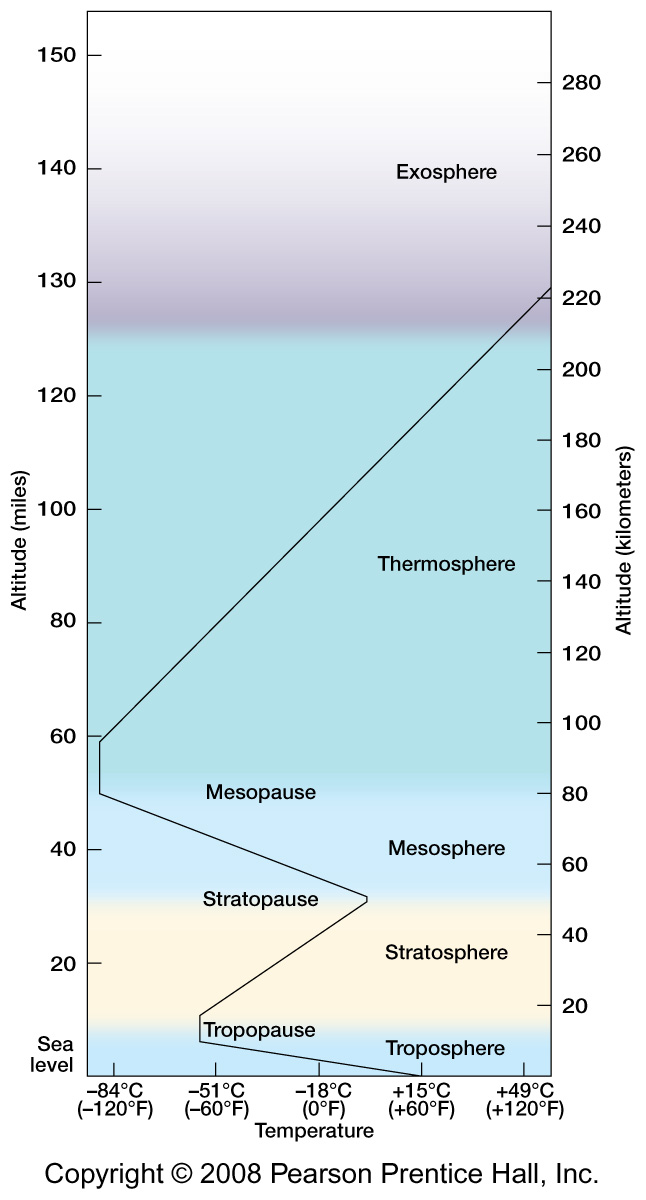 150
280
260
140
Exosphere
240
130
220
200
120
180
100
160
Altitude (miles)
Altitude (kilometers)
Thermosphere
140
80
120
60
100
Mesopause
80
40
Mesosphere
60
Stratopause
40
20
Stratosphere
20
Tropopause
Sea
level
Troposphere
–84°C –51°C –18°C +15°C +49°C
(–120°F) (–60°F) (0°F) (+60°F) (+120°F)
Temperature
Copyright © 2008 Pearson Prentice Hall, Inc.